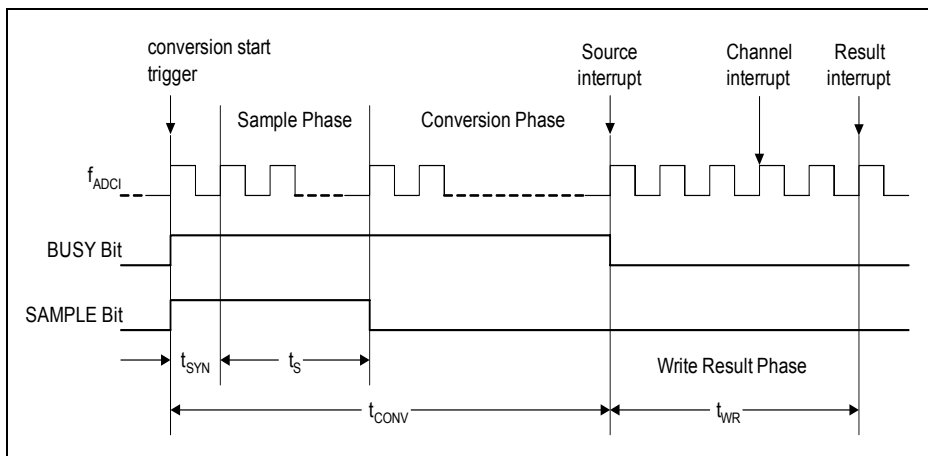 conversion start
trigger
Source
interrupt
Channel
interrupt
Result
interrupt
Sample Phase
Conversion Phase
fADCI
BUSY Bit
SAMPLE Bit
tSYN
tS
Write Result Phase
tCONV
tWR